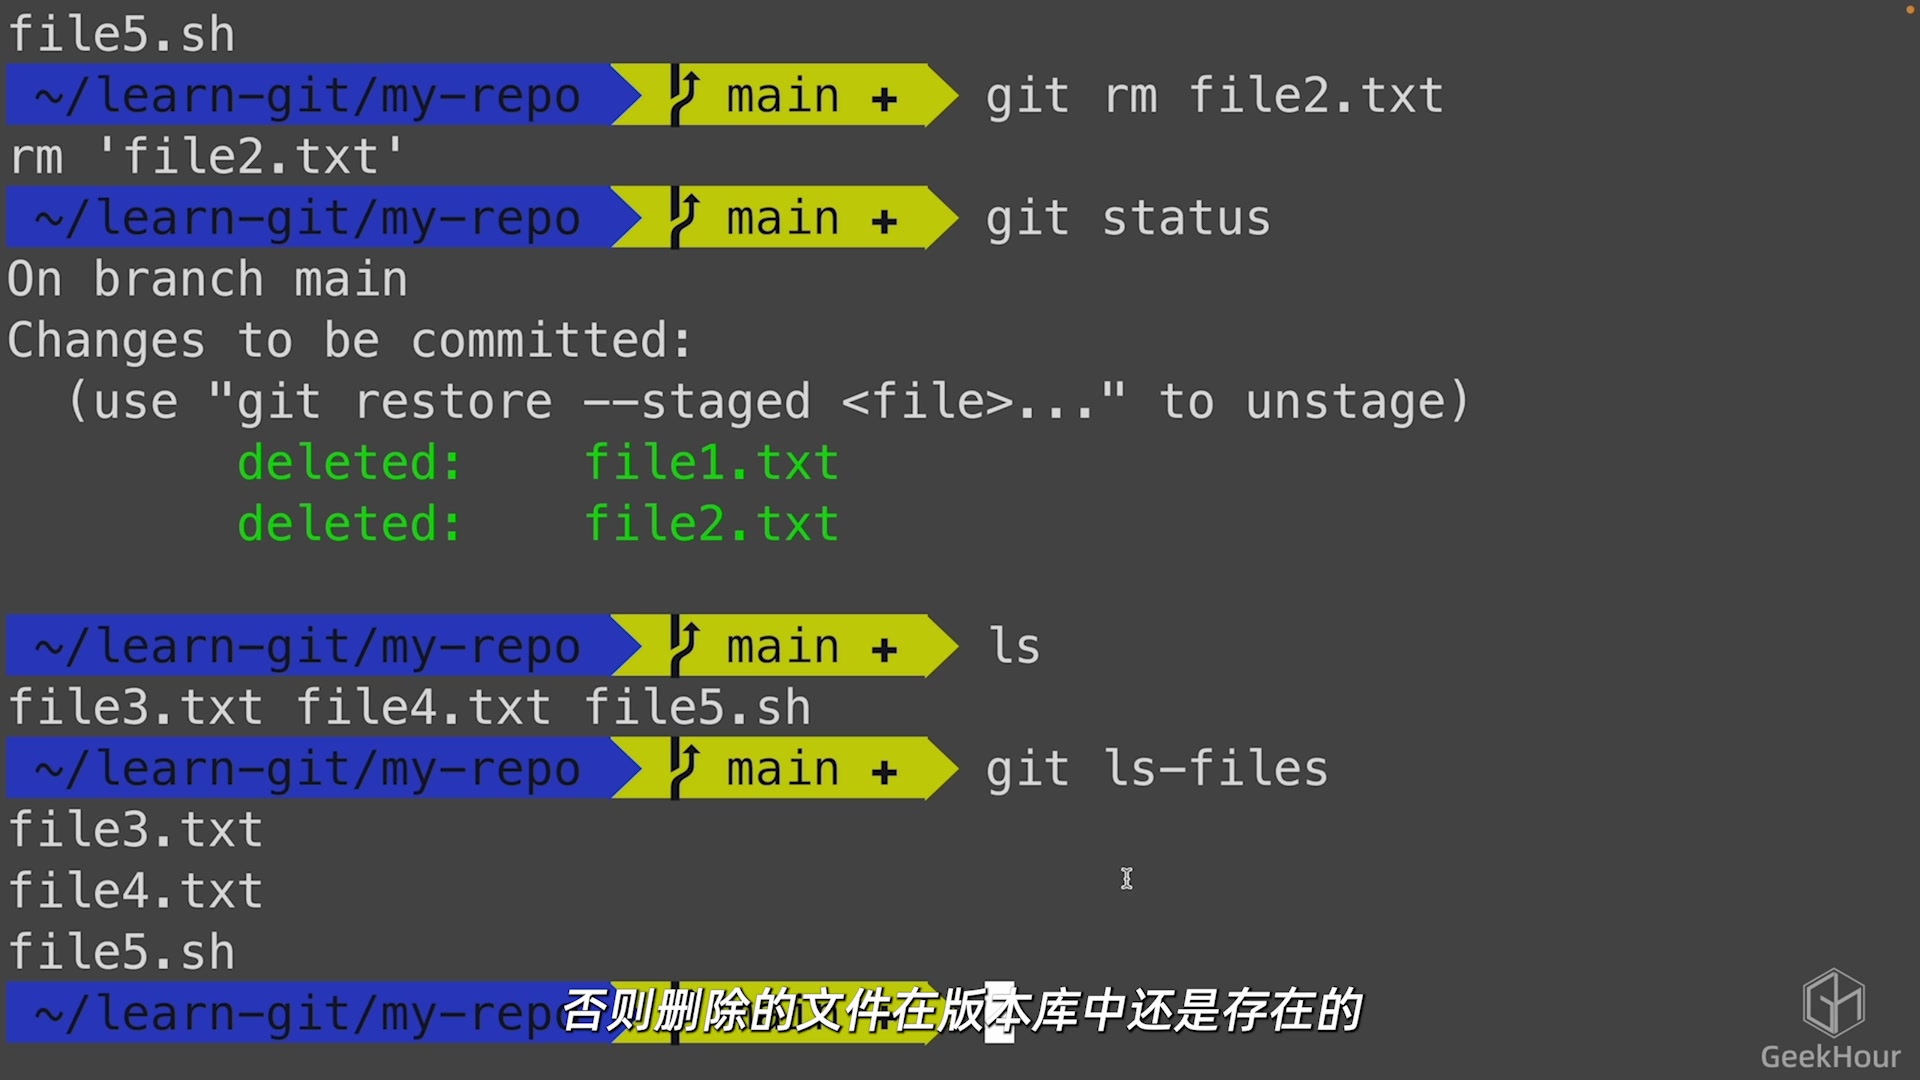 file5.sh
~/learn-git/my-repo main + git rm file2.txt
rm 'file2.txt'
~/learn-git/my-repo main + git status
On branch main
Changes to be committed:
  (use "git restore --staged <file>..." to unstage)
        deleted:    file1.txt
        deleted:    file2.txt
~/learn-git/my-repo main + ls
file3.txt file4.txt file5.sh
~/learn-git/my-repo main + git ls-files
file3.txt
file4.txt
file5.sh
~/learn-git/my-repo main +
否则删除的文件在版本库中还是存在的
GeekHour